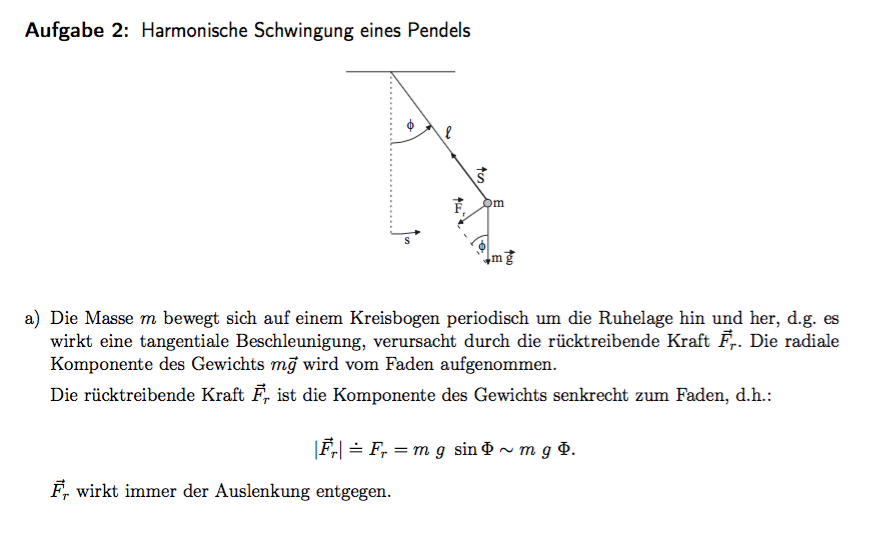 Aufgabe 2: Harmonische Schwingung eines Pendels
ϕ
ℓ
S⃗
F⃗ᵣ
m
s
ϕ
m g⃗
a) Die Masse m bewegt sich auf einem Kreisbogen periodisch um die Ruhelage hin und her, d.g. es
wirkt eine tangentiale Beschleunigung, verursacht durch die rücktreibende Kraft F⃗ᵣ. Die radiale
Komponente des Gewichts mg⃗ wird vom Faden aufgenommen.
Die rücktreibende Kraft F⃗ᵣ ist die Komponente des Gewichts senkrecht zum Faden, d.h.:
|F⃗ᵣ| ≐ Fᵣ = m g sin Φ ∼ m g Φ.
F⃗ᵣ wirkt immer der Auslenkung entgegen.